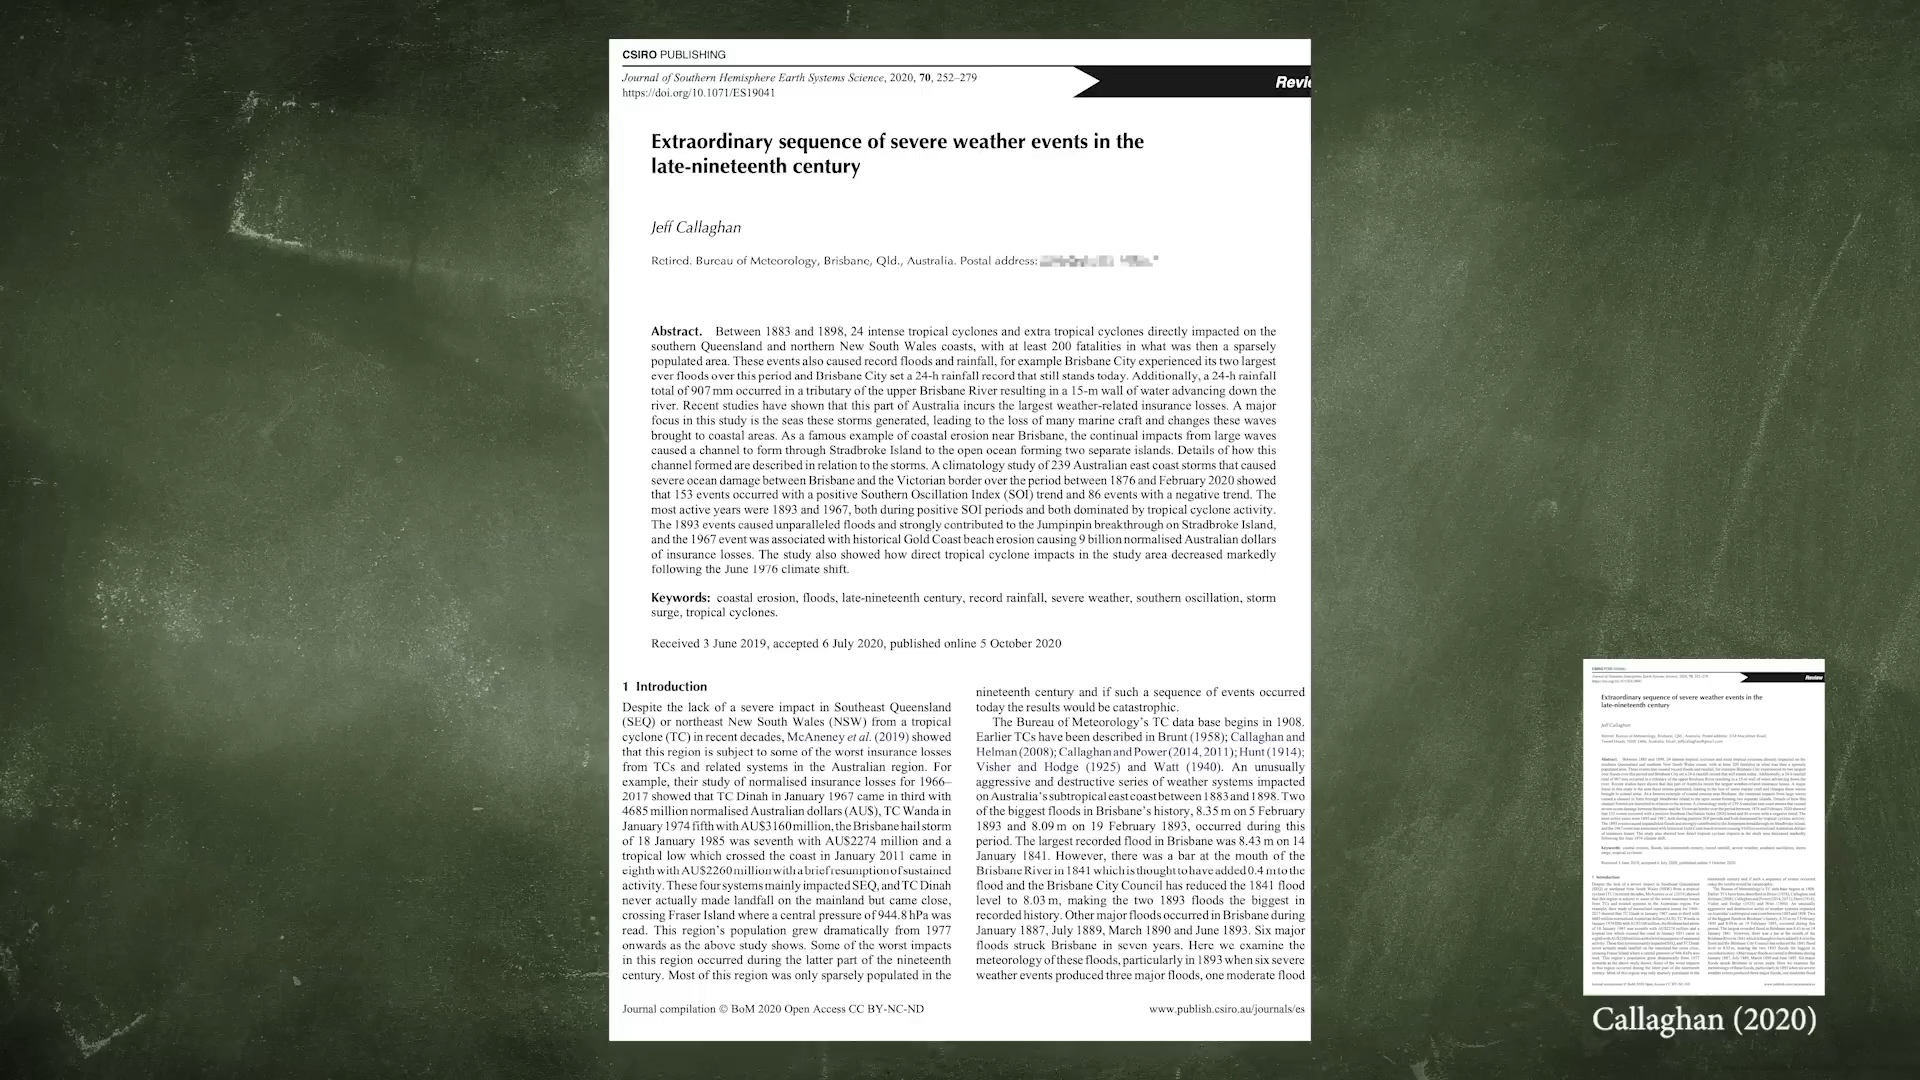 CSIRO PUBLISHING
Journal of Southern Hemisphere Earth Systems Science, 2020, 70, 252–279
https://doi.org/10.1071/ES19041
Revie
Extraordinary sequence of severe weather events in the
late-nineteenth century
Jeff Callaghan
Retired. Bureau of Meteorology, Brisbane, Qld., Australia. Postal address:
Abstract. Between 1883 and 1898, 24 intense tropical cyclones and extra tropical cyclones directly impacted on the
southern Queensland and northern New South Wales coasts, with at least 200 fatalities in what was then a sparsely
populated area. These events also caused record floods and rainfall, for example Brisbane City experienced its two largest
ever floods over this period and Brisbane City set a 24-h rainfall record that still stands today. Additionally, a 24-h rainfall
total of 907 mm occurred in a tributary of the upper Brisbane River resulting in a 15-m wall of water advancing down the
river. Recent studies have shown that this part of Australia incurs the largest weather-related insurance losses. A major
focus in this study is the seas these storms generated, leading to the loss of many marine craft and changes these waves
brought to coastal areas. As a famous example of coastal erosion near Brisbane, the continual impacts from large waves
caused a channel to form through Stradbroke Island to the open ocean forming two separate islands. Details of how this
channel formed are described in relation to the storms. A climatology study of 239 Australian east coast storms that caused
severe ocean damage between Brisbane and the Victorian border over the period between 1876 and February 2020 showed
that 153 events occurred with a positive Southern Oscillation Index (SOI) trend and 86 events with a negative trend. The
most active years were 1893 and 1967, both during positive SOI periods and both dominated by tropical cyclone activity.
The 1893 events caused unparalleled floods and strongly contributed to the Jumpinpin breakthrough on Stradbroke Island,
and the 1967 event was associated with historical Gold Coast beach erosion causing 9 billion normalised Australian dollars
of insurance losses. The study also showed how direct tropical cyclone impacts in the study area decreased markedly
following the June 1976 climate shift.
Keywords: coastal erosion, floods, late-nineteenth century, record rainfall, severe weather, southern oscillation, storm
surge, tropical cyclones.
Received 3 June 2019, accepted 6 July 2020, published online 5 October 2020
1 Introduction
Despite the lack of a severe impact in Southeast Queensland
(SEQ) or northeast New South Wales (NSW) from a tropical
cyclone (TC) in recent decades, McAneney et al. (2019) showed
that this region is subject to some of the worst insurance losses
from TCs and related systems in the Australian region. For
example, their study of normalised insurance losses for 1966–
2017 showed that TC Dinah in January 1967 came in third with
4685 million normalised Australian dollars (AU$), TC Wanda in
January 1974 fifth with AU$3160 million, the Brisbane hail storm
of 18 January 1985 was seventh with AU$2274 million and a
tropical low which crossed the coast in January 2011 came in
eighth with AU$2260 million with a brief resumption of sustained
activity. These four systems mainly impacted SEQ, and TC Dinah
never actually made landfall on the mainland but came close,
crossing Fraser Island where a central pressure of 944.8 hPa was
read. This region's population grew dramatically from 1977
onwards as the above study shows. Some of the worst impacts
in this region occurred during the latter part of the nineteenth
century. Most of this region was only sparsely populated in the
nineteenth century and if such a sequence of events occurred
today the results would be catastrophic.
The Bureau of Meteorology's TC data base begins in 1908.
Earlier TCs have been described in Brunt (1958); Callaghan and
Helman (2008); Callaghan and Power (2014, 2011); Hunt (1914);
Visher and Hodge (1925) and Watt (1940). An unusually
aggressive and destructive series of weather systems impacted
on Australia's subtropical east coast between 1883 and 1898. Two
of the biggest floods in Brisbane's history, 8.35 m on 5 February
1893 and 8.09 m on 19 February 1893, occurred during this
period. The largest recorded flood in Brisbane was 8.43 m on 14
January 1841. However, there was a bar at the mouth of the
Brisbane River in 1841 which is thought to have added 0.4 m to the
flood and the Brisbane City Council has reduced the 1841 flood
level to 8.03 m, making the two 1893 floods the biggest in
recorded history. Other major floods occurred in Brisbane during
January 1887, July 1889, March 1890 and June 1893. Six major
floods struck Brisbane in seven years. Here we examine the
meteorology of these floods, particularly in 1893 when six severe
weather events produced three major floods, one moderate flood
Journal compilation © BoM 2020 Open Access CC BY-NC-ND
www.publish.csiro.au/journals/es
Review
Extraordinary sequence of severe weather events in the
late-nineteenth century
Jeff Callaghan
Callaghan (2020)